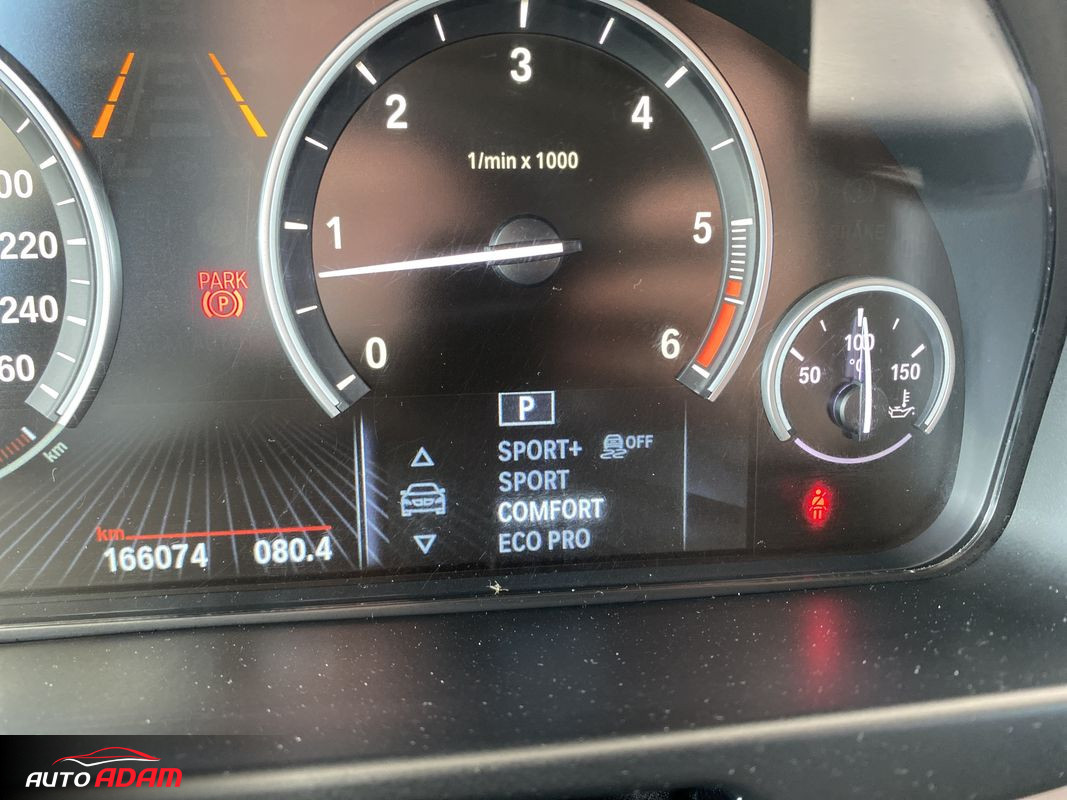 3
2
4
1/min x 1000
00
1
5
220
PARK
P
240
0
6
60
50
100
°C
150
P
SPORT+
OFF
SPORT
COMFORT
ECO PRO
km
km
166074
080.4
AUTO ADAM